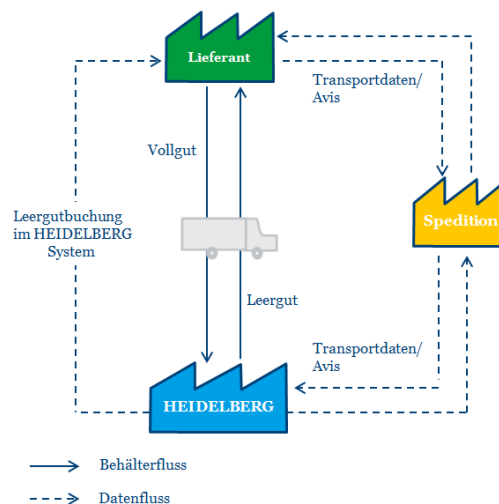 Lieferant
Transportdaten/
Avis
Vollgut
Spedition
Leergutbuchung
im HEIDELBERG
System
Leergut
Transportdaten/
Avis
HEIDELBERG
Behälterfluss
Datenfluss